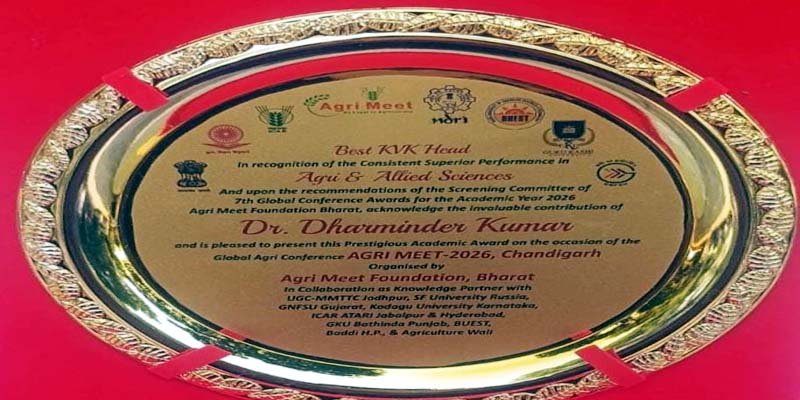 Agri Meet
ndri
BUEST
GURU KASHI
Best KVK Head
In recognition of the Consistent Superior Performance in
Agri & Allied Sciences
And upon the recommendations of the Screening Committee of
7th Global Conference Awards for the Academic Year 2026
Agri Meet Foundation Bharat, acknowledge the invaluable contribution of
Dr. Dharminder Kumar
and is pleased to present this Prestigious Academic Award on the occasion of the
Global Agri Conference AGRI MEET-2026, Chandigarh
Organised by
Agri Meet Foundation, Bharat
In Collaboration as Knowledge Partner with
UGC-MMTTC Jodhpur, SF University Russia,
GNFSU Gujarat, Kodagu University Karnataka,
ICAR ATARI Jabalpur & Hyderabad,
GKU Bathinda Punjab, BUEST,
Baddi H.P., & Agriculture Wall